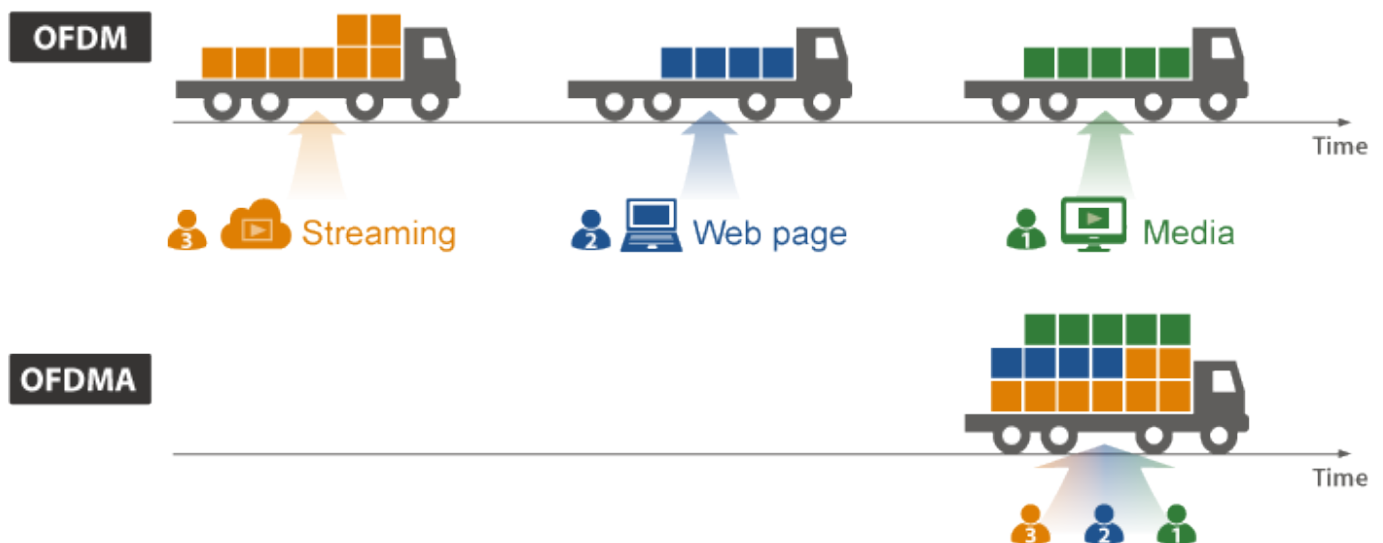 OFDM
Time
3 Streaming
2 Web page
1 Media
OFDMA
Time
3 2 1